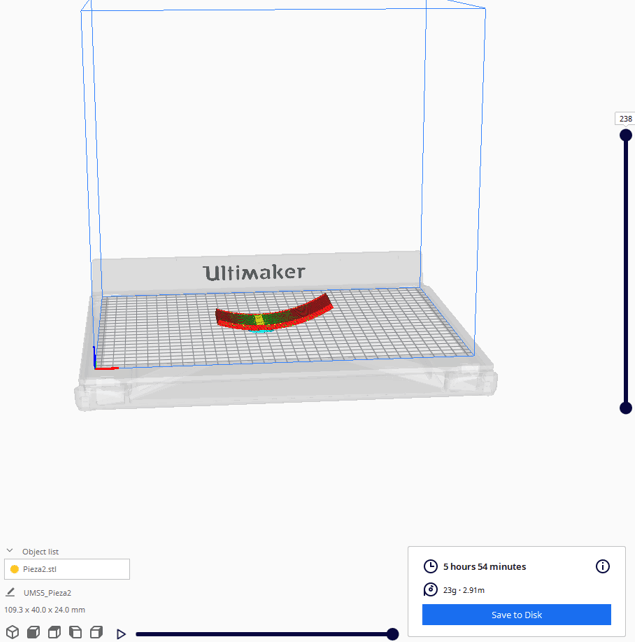 238
Ultimaker
Object list
Pieza2.stl
UMS5_Pieza2
109.3 x 40.0 x 24.0 mm
5 hours 54 minutes
23g · 2.91m
Save to Disk